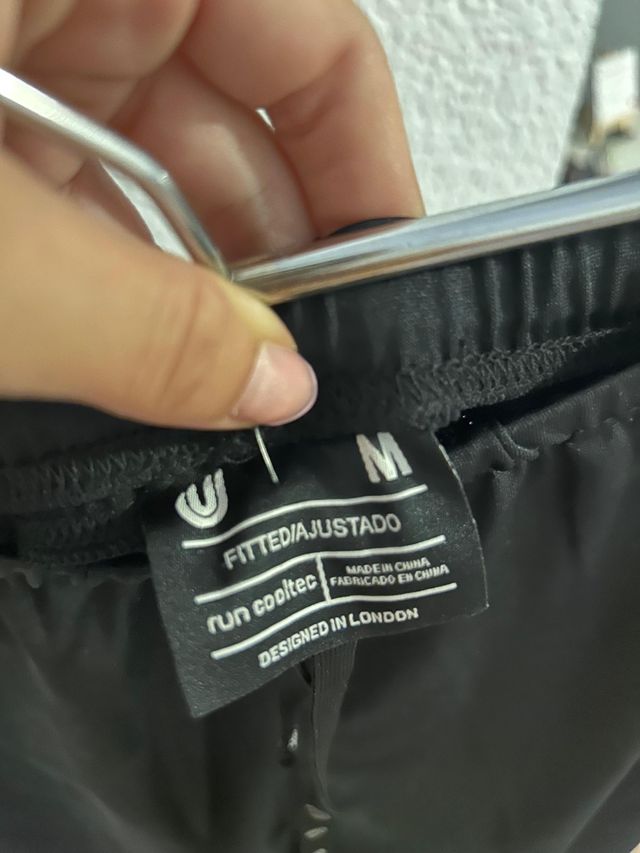 M
FITTED/AJUSTADO
run cooltec
MADE IN CHINA
FABRICADO EN CHINA
DESIGNED IN LONDON